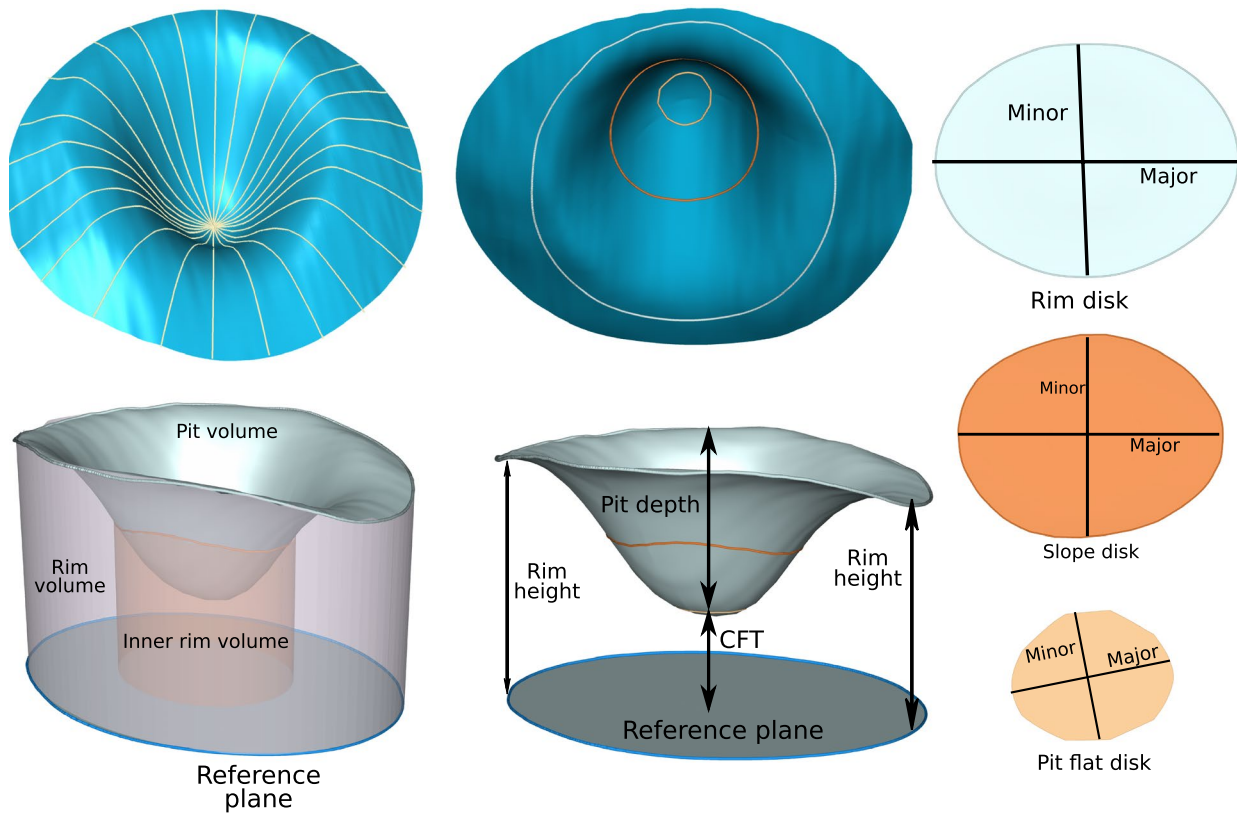 Minor
Major
Rim disk
Minor
Major
Slope disk
Minor
Major
Pit flat disk
Pit volume
Rim
volume
Inner rim volume
Reference
plane
Pit depth
Rim
height
Rim
height
CFT
Reference plane